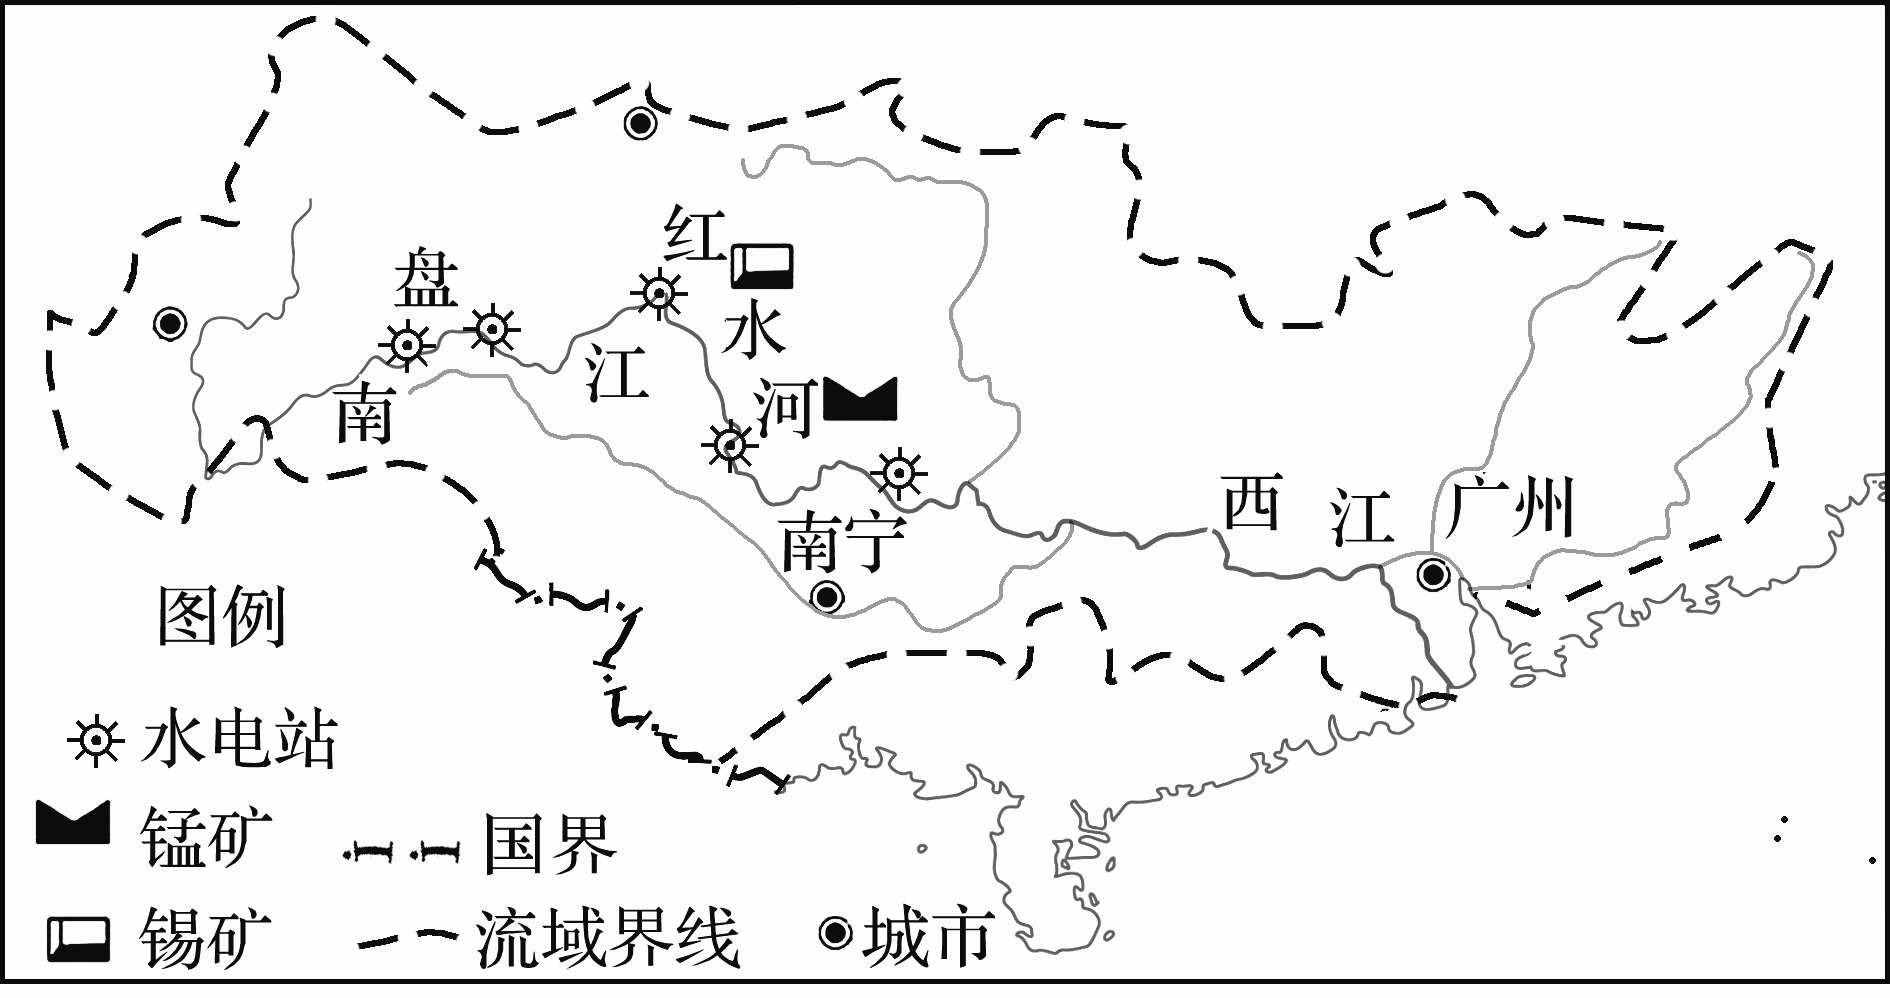 盘
红
水
江
河
南
南宁
西
江
广州
图例
水电站
锰矿
国界
锡矿
流域界线
城市